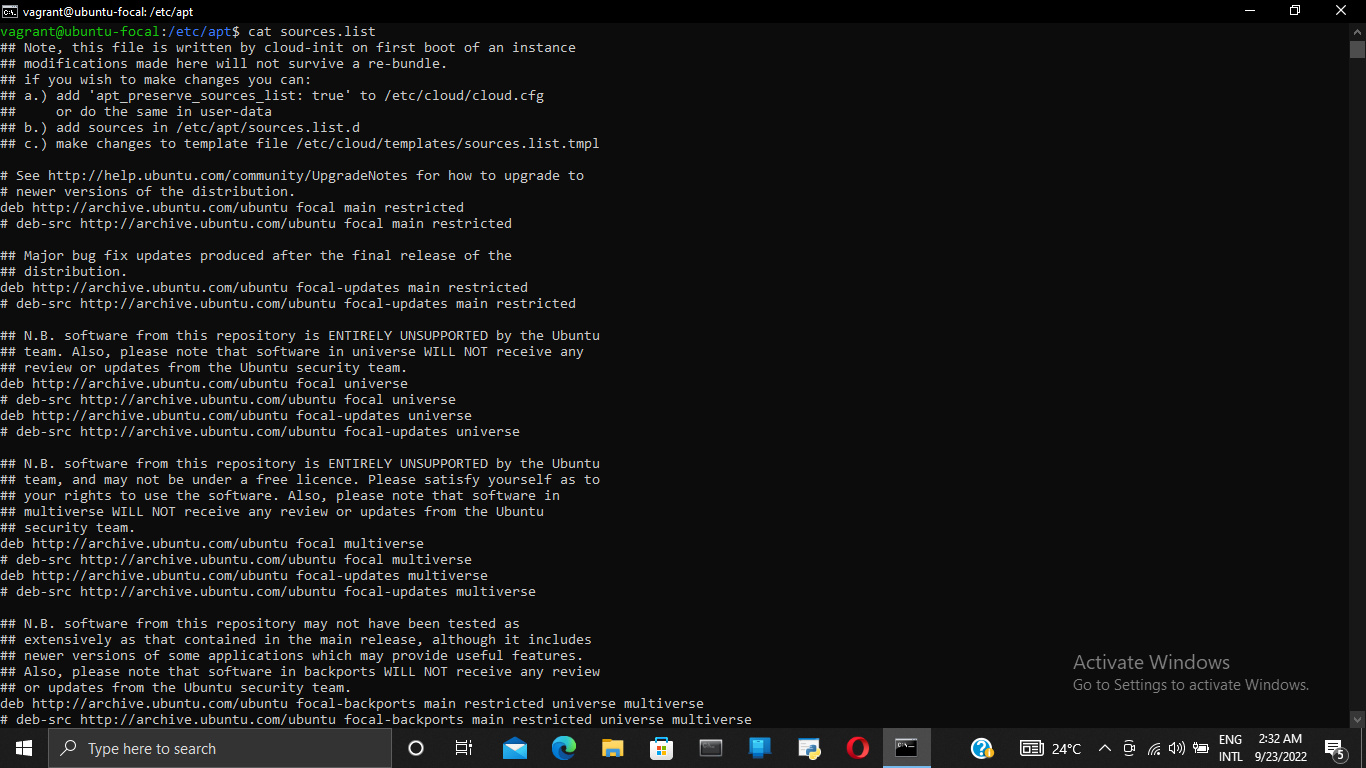 vagrant@ubuntu-focal: /etc/apt
vagrant@ubuntu-focal:/etc/apt$ cat sources.list
## Note, this file is written by cloud-init on first boot of an instance
## modifications made here will not survive a re-bundle.
## if you wish to make changes you can:
## a.) add 'apt_preserve_sources_list: true' to /etc/cloud/cloud.cfg
##     or do the same in user-data
## b.) add sources in /etc/apt/sources.list.d
## c.) make changes to template file /etc/cloud/templates/sources.list.tmpl

# See http://help.ubuntu.com/community/UpgradeNotes for how to upgrade to
# newer versions of the distribution.
deb http://archive.ubuntu.com/ubuntu focal main restricted
# deb-src http://archive.ubuntu.com/ubuntu focal main restricted

## Major bug fix updates produced after the final release of the
## distribution.
deb http://archive.ubuntu.com/ubuntu focal-updates main restricted
# deb-src http://archive.ubuntu.com/ubuntu focal-updates main restricted

## N.B. software from this repository is ENTIRELY UNSUPPORTED by the Ubuntu
## team. Also, please note that software in universe WILL NOT receive any
## review or updates from the Ubuntu security team.
deb http://archive.ubuntu.com/ubuntu focal universe
# deb-src http://archive.ubuntu.com/ubuntu focal universe
deb http://archive.ubuntu.com/ubuntu focal-updates universe
# deb-src http://archive.ubuntu.com/ubuntu focal-updates universe

## N.B. software from this repository is ENTIRELY UNSUPPORTED by the Ubuntu
## team, and may not be under a free licence. Please satisfy yourself as to
## your rights to use the software. Also, please note that software in
## multiverse WILL NOT receive any review or updates from the Ubuntu
## security team.
deb http://archive.ubuntu.com/ubuntu focal multiverse
# deb-src http://archive.ubuntu.com/ubuntu focal multiverse
deb http://archive.ubuntu.com/ubuntu focal-updates multiverse
# deb-src http://archive.ubuntu.com/ubuntu focal-updates multiverse

## N.B. software from this repository may not have been tested as
## extensively as that contained in the main release, although it includes
## newer versions of some applications which may provide useful features.
## Also, please note that software in backports WILL NOT receive any review
## or updates from the Ubuntu security team.
deb http://archive.ubuntu.com/ubuntu focal-backports main restricted universe multiverse
# deb-src http://archive.ubuntu.com/ubuntu focal-backports main restricted universe multiverse
Activate Windows
Go to Settings to activate Windows.
Type here to search
24°C
ENG
INTL
2:32 AM
9/23/2022
5